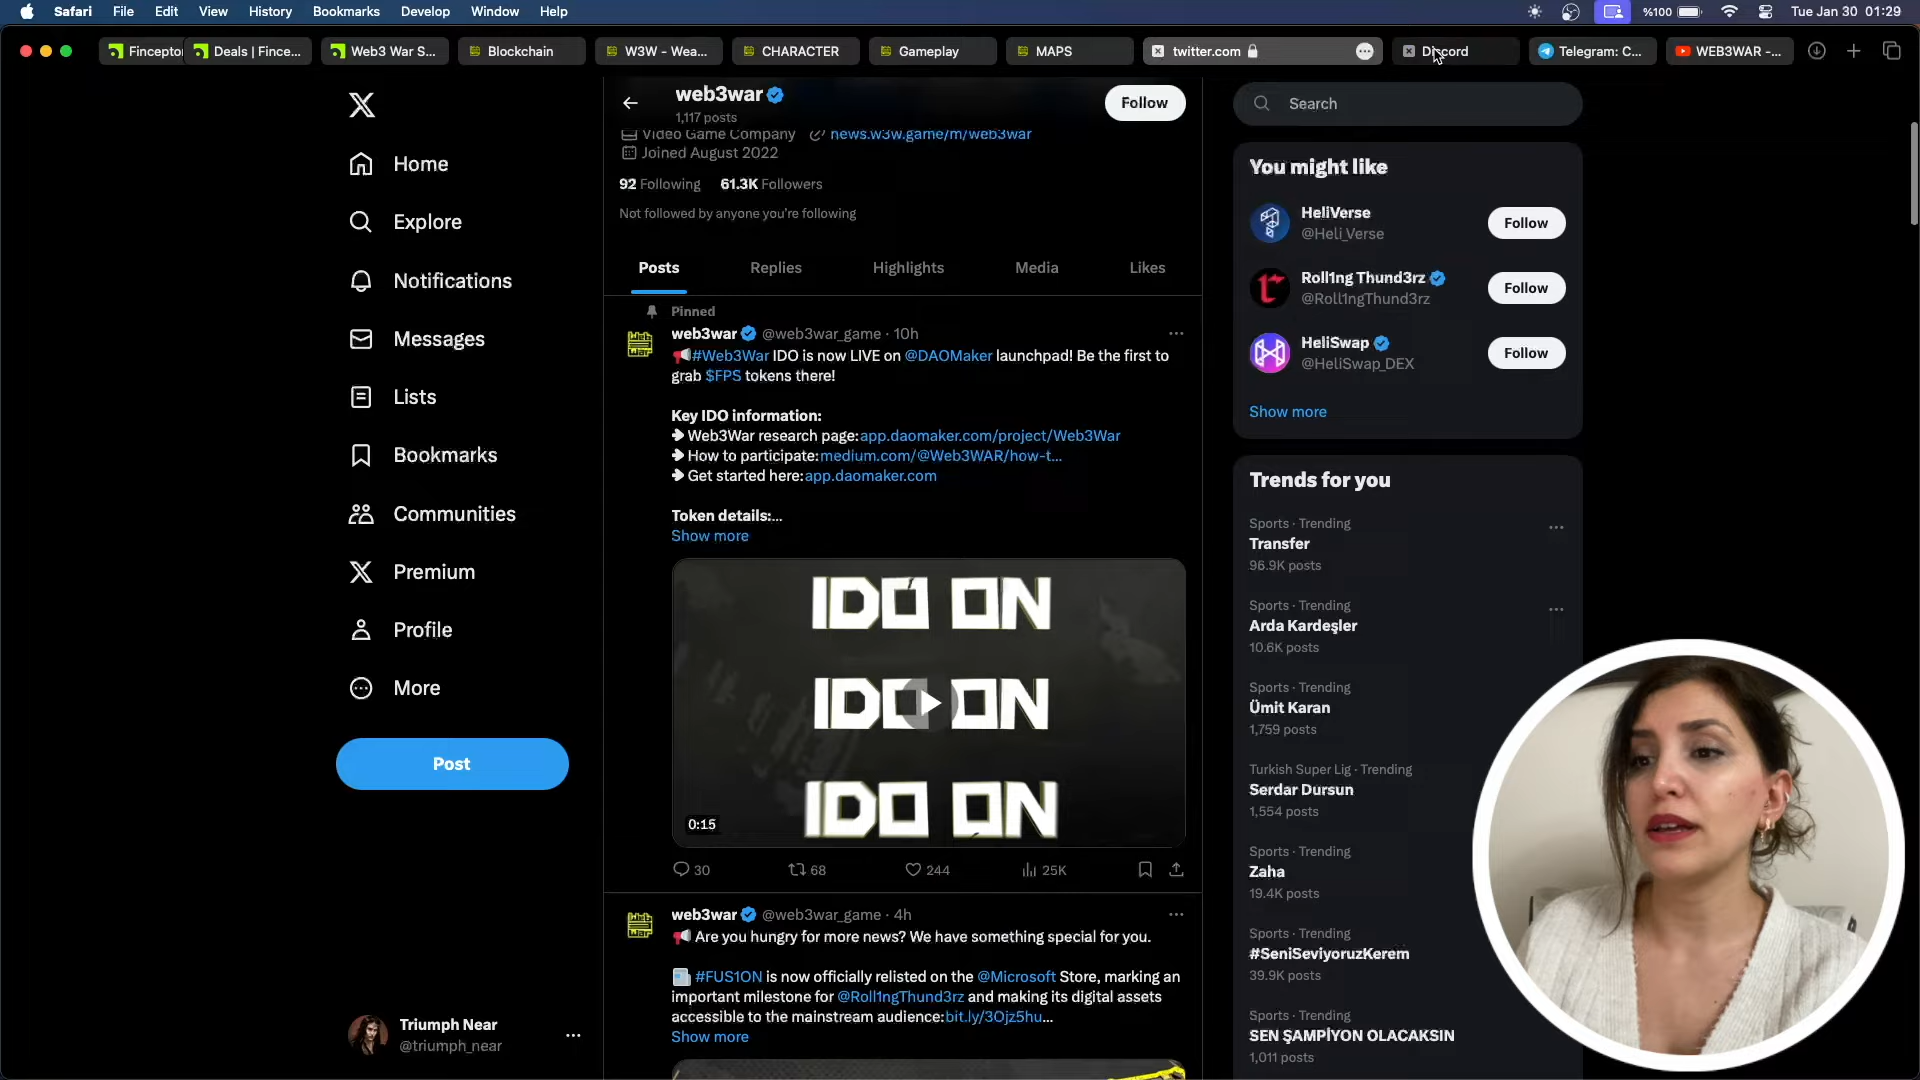 Safari File Edit View History Bookmarks Develop Window Help %100 Tue Jan 30 01:29
Finceptor Deals | Fince... Web3 War S... Blockchain W3W - Wea... CHARACTER Gameplay MAPS twitter.com Discord Telegram: C... WEB3WAR -...
web3war
1,117 posts
Follow
Search
Video Game Company news.w3w.game/m/web3war
Joined August 2022
92 Following 61.3K Followers
Not followed by anyone you're following
Posts Replies Highlights Media Likes
Home
Explore
Notifications
Messages
Lists
Bookmarks
Communities
Premium
Profile
More
Post
Triumph Near
@triumph_near
Pinned
web3war @web3war_game · 10h
#Web3War IDO is now LIVE on @DAOMaker launchpad! Be the first to
grab $FPS tokens there!
Key IDO information:
Web3War research page:app.daomaker.com/project/Web3War
How to participate:medium.com/@Web3WAR/how-t...
Get started here:app.daomaker.com
Token details:...
Show more
IDO ON
IDO ON
IDO ON
0:15
30 68 244 25K
web3war @web3war_game · 4h
Are you hungry for more news? We have something special for you.
#FUS1ON is now officially relisted on the @Microsoft Store, marking an
important milestone for @Roll1ngThund3rz and making its digital assets
accessible to the mainstream audience:bit.ly/3Ojz5hu...
Show more
You might like
HeliVerse
@Heli_Verse
Follow
Roll1ng Thund3rz
@Roll1ngThund3rz
Follow
HeliSwap
@HeliSwap_DEX
Follow
Show more
Trends for you
Sports · Trending
Transfer
96.9K posts
Sports · Trending
Arda Kardeşler
10.6K posts
Sports · Trending
Ümit Karan
1,759 posts
Turkish Super Lig · Trending
Serdar Dursun
1,554 posts
Sports · Trending
Zaha
19.4K posts
Sports · Trending
#SeniSeviyoruzKerem
39.9K posts
Sports · Trending
SEN ŞAMPİYON OLACAKSIN
1,011 posts